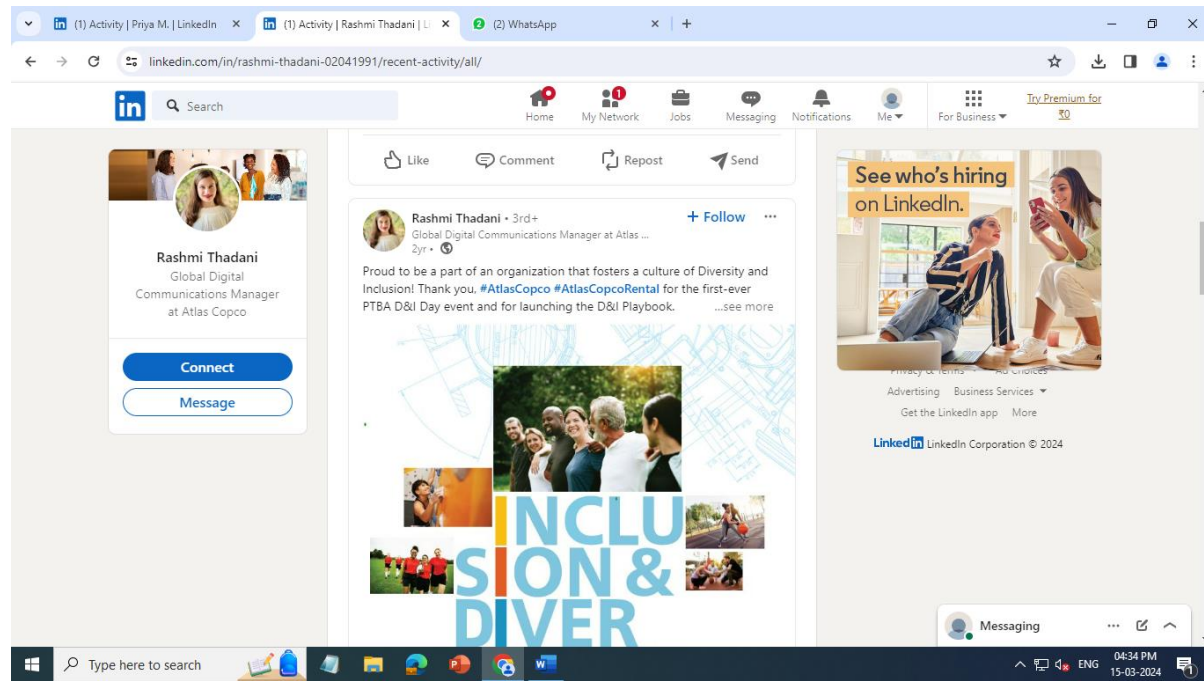 (1) Activity | Priya M. | LinkedIn
(1) Activity | Rashmi Thadani | Li
(2) WhatsApp
linkedin.com/in/rashmi-thadani-02041991/recent-activity/all/
in
Search
Home
My Network
Jobs
Messaging
Notifications
Me
For Business
Try Premium for
₹0
Rashmi Thadani
Global Digital
Communications Manager
at Atlas Copco
Connect
Message
Like
Comment
Repost
Send
Rashmi Thadani • 3rd+
Global Digital Communications Manager at Atlas ...
2yr •
+ Follow
Proud to be a part of an organization that fosters a culture of Diversity and
Inclusion! Thank you, #AtlasCopco #AtlasCopcoRental for the first-ever
PTBA D&I Day event and for launching the D&I Playbook. ...see more
INCLU
SION &
DIVER
See who's hiring
on LinkedIn.
Privacy & Terms Ad Choices
Advertising Business Services
Get the LinkedIn app More
LinkedIn LinkedIn Corporation © 2024
Messaging
Type here to search
ENG
04:34 PM
15-03-2024